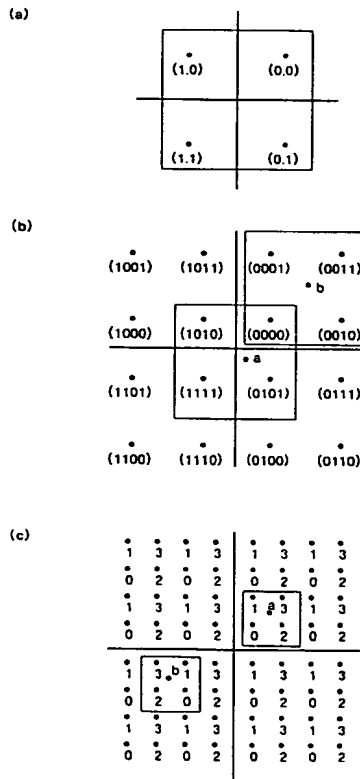 (a)
(1.0) (0.0)
(1.1) (0.1)
(b)
(1001) (1011) (0001) (0011)
b
(1000) (1010) (0000) (0010)
a
(1101) (1111) (0101) (0111)
(1100) (1110) (0100) (0110)
(c)
1 3 1 3 1 3 1 3
0 2 0 2 0 2 0 2
a
1 3 1 3 1 3 1 3
0 2 0 2 0 2 0 2
b
1 3 1 3 1 3 1 3
0 2 0 2 0 2 0 2
1 3 1 3 1 3 1 3
0 2 0 2 0 2 0 2